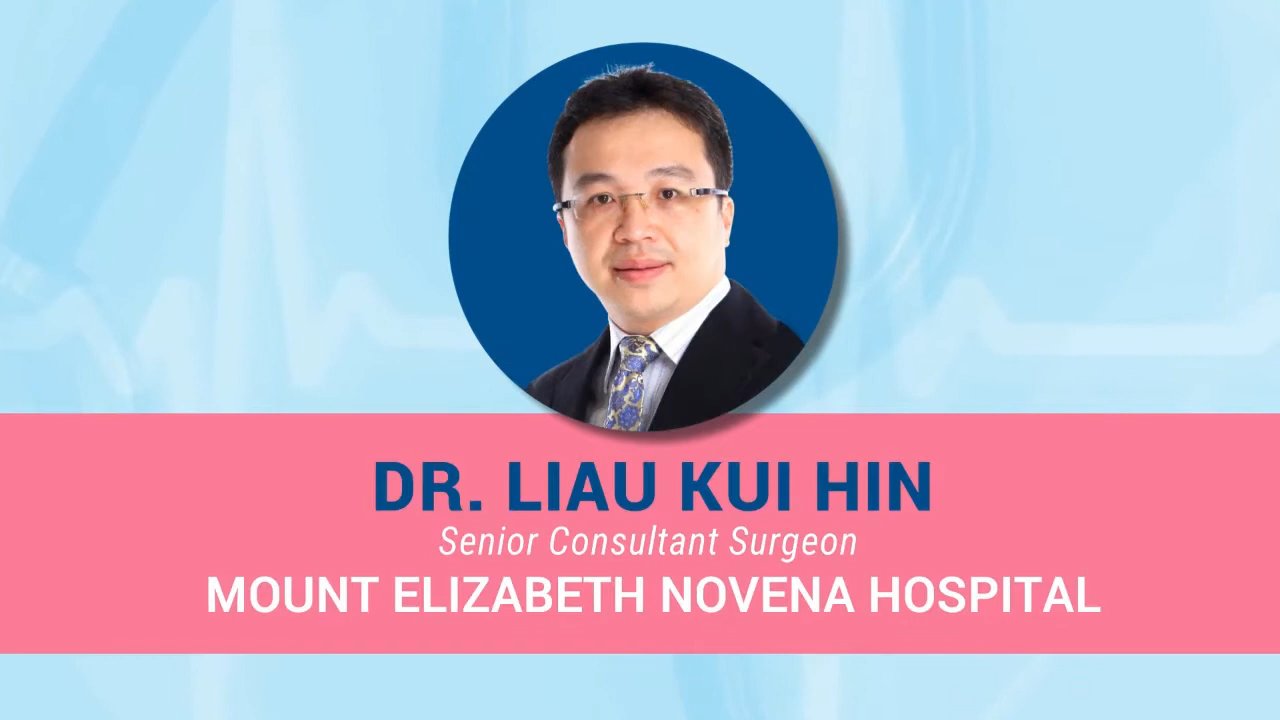 DR. LIAU KUI HIN
Senior Consultant Surgeon
MOUNT ELIZABETH NOVENA HOSPITAL